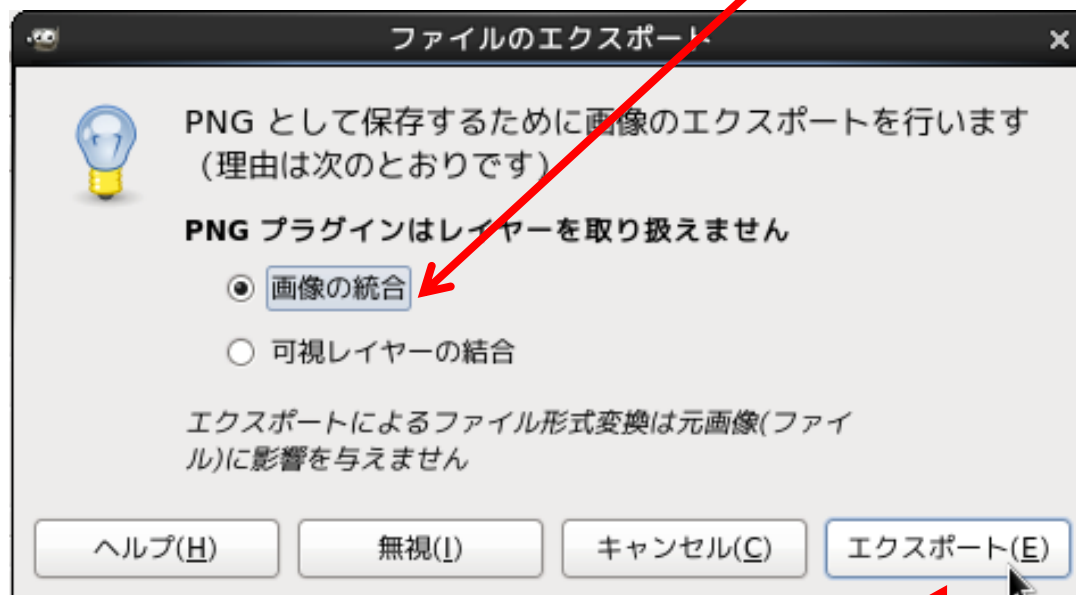 ファイルのエクスポート
PNG として保存するために画像のエクスポートを行います
（理由は次のとおりです）
PNG プラグインはレイヤーを取り扱えません
画像の統合
可視レイヤーの結合
エクスポートによるファイル形式変換は元画像(ファイ
ル)に影響を与えません
ヘルプ(H) 無視(I) キャンセル(C) エクスポート(E)